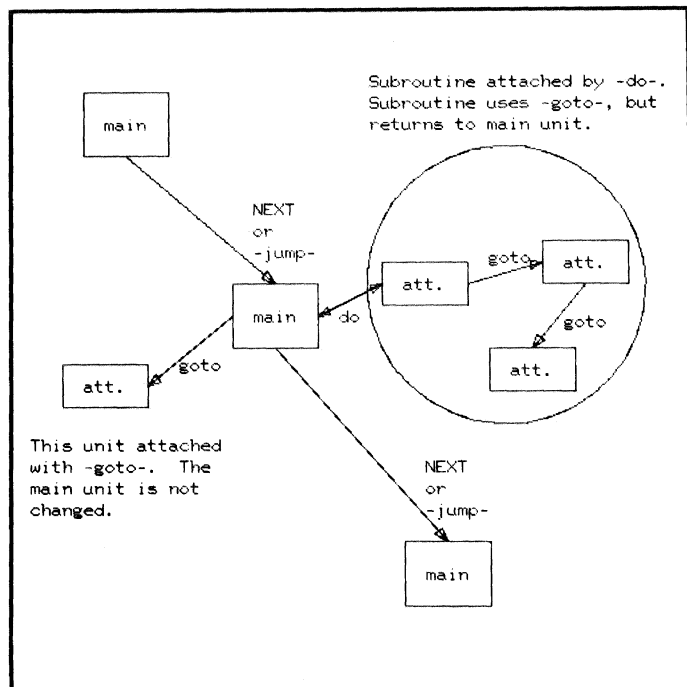 Subroutine attached by -do-.
Subroutine uses -goto-, but
returns to main unit.
main
NEXT
or
-jump-
goto
att.
att.
main
do
goto
att.
goto
att.
This unit attached
with -goto-.  The
main unit is not
changed.
NEXT
or
-jump-
main